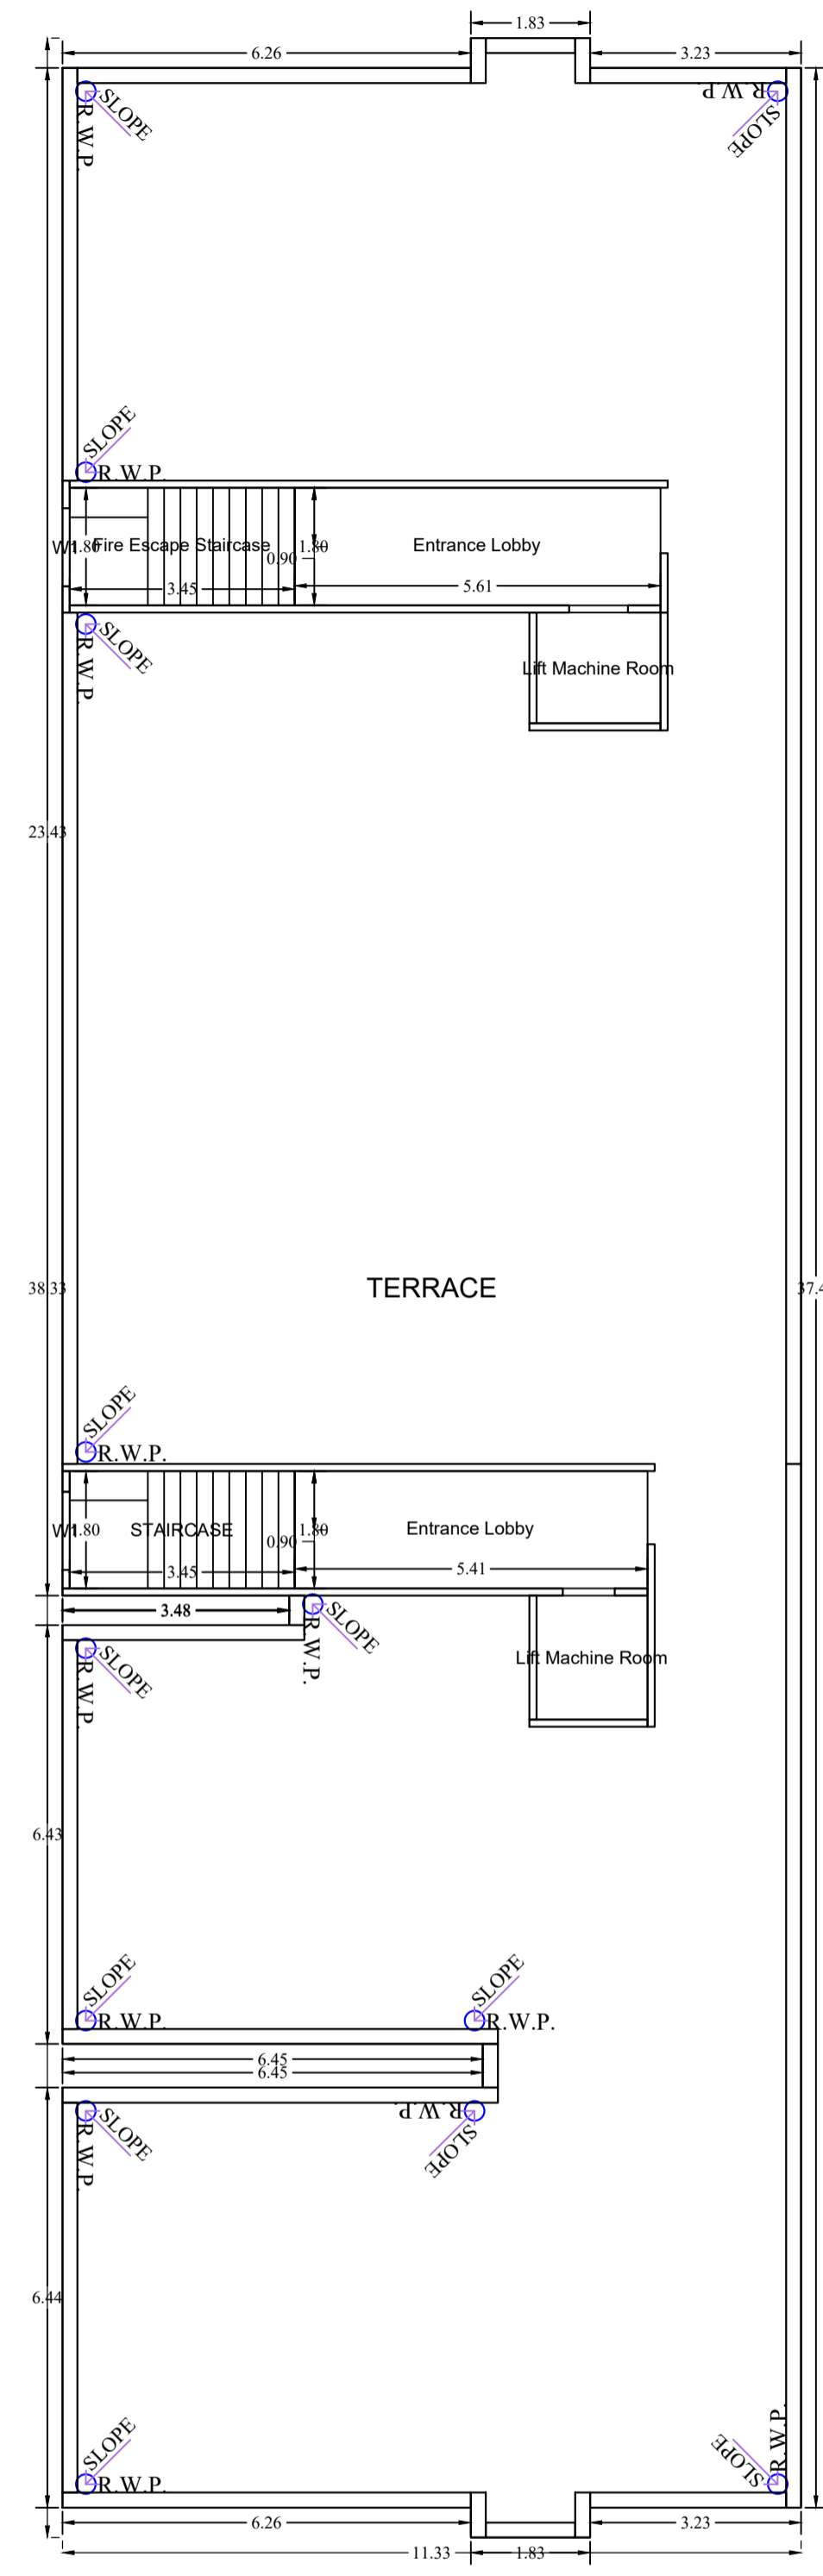 1.83
6.26
3.23
R.W.P.
SLOPE
R.W.P.
SLOPE
SLOPE
R.W.P.
W1
1.80
Fire Escape Staircase
0.90
1.80
Entrance Lobby
3.45
5.61
SLOPE
R.W.P.
Lift Machine Room
23.43
38.33
TERRACE
37.4
SLOPE
R.W.P.
W1
1.80
STAIRCASE
0.90
1.80
Entrance Lobby
3.45
5.41
3.48
SLOPE
R.W.P.
SLOPE
R.W.P.
Lift Machine Room
6.43
SLOPE
R.W.P.
SLOPE
R.W.P.
6.45
6.45
SLOPE
R.W.P.
R.W.P.
SLOPE
6.44
SLOPE
R.W.P.
SLOPE
R.W.P.
6.26
3.23
11.33
1.83